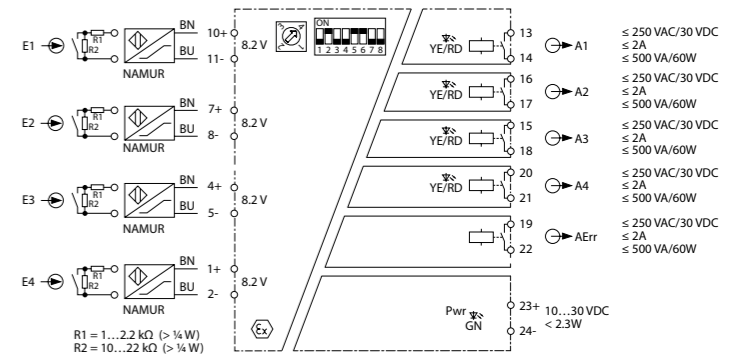 E1
R1
R2
NAMUR
BN 10+
BU 11-
8.2 V
E2
R1
R2
NAMUR
BN 7+
BU 8-
8.2 V
E3
R1
R2
NAMUR
BN 4+
BU 5-
8.2 V
E4
R1
R2
NAMUR
BN 1+
BU 2-
8.2 V
R1 = 1…2.2 kΩ (> ¼ W)
R2 = 10…22 kΩ (> ¼ W)
ON
1 2 3 4 5 6 7 8
Ex
YE/RD
13
14
A1
≤ 250 VAC/30 VDC
≤ 2A
≤ 500 VA/60W
YE/RD
16
17
A2
≤ 250 VAC/30 VDC
≤ 2A
≤ 500 VA/60W
YE/RD
15
18
A3
≤ 250 VAC/30 VDC
≤ 2A
≤ 500 VA/60W
YE/RD
20
21
A4
≤ 250 VAC/30 VDC
≤ 2A
≤ 500 VA/60W
19
22
AErr
≤ 250 VAC/30 VDC
≤ 2A
≤ 500 VA/60W
Pwr
GN
23+
24-
10…30 VDC
< 2.3W